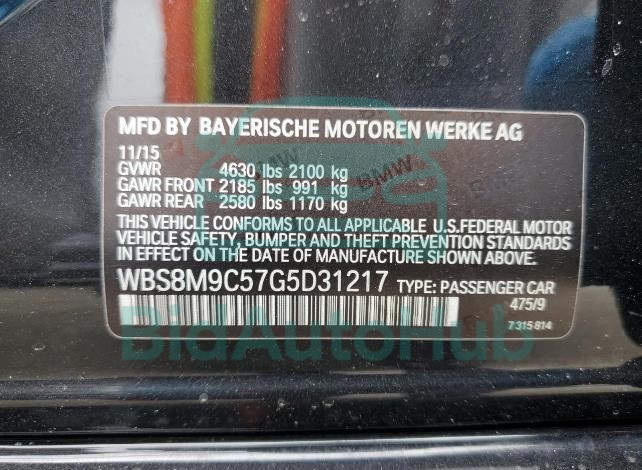 MFD BY BAYERISCHE MOTOREN WERKE AG
11/15
GVWR 4630 lbs 2100 kg
GAWR FRONT 2185 lbs 991 kg
GAWR REAR 2580 lbs 1170 kg
THIS VEHICLE CONFORMS TO ALL APPLICABLE U.S.FEDERAL MOTOR
VEHICLE SAFETY, BUMPER AND THEFT PREVENTION STANDARDS
IN EFFECT ON THE DATE OF MANUFACTURE SHOWN ABOVE.
WBS8M9C57G5D31217 TYPE: PASSENGER CAR
475/9
7 315 814
BidAutoHub
BMW